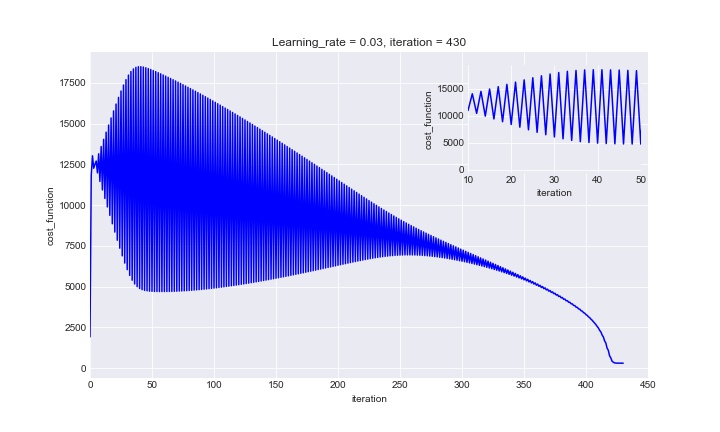 Learning_rate = 0.03, iteration = 430
cost_function
17500
15000
12500
10000
7500
5000
2500
0
0 50 100 150 200 250 300 350 400 450
iteration
cost_function
15000
10000
5000
0
10 20 30 40 50
iteration